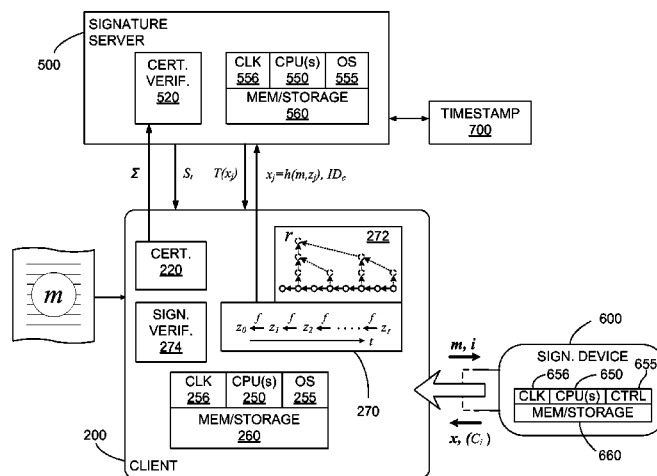 SIGNATURE
SERVER
500
CERT.
VERIF.
520
CLK CPU(s) OS
556 550 555
MEM/STORAGE
560
TIMESTAMP
700
Σ S_t T(x_j) x_j=h(m,z_j), ID_c
m
CERT.
220
r 272
SIGN.
VERIF.
274
f f f f
z_0 z_1 z_2 ..... z_r
t
270
CLK CPU(s) OS
256 250 255
MEM/STORAGE
260
200
CLIENT
m, i
x, (C_i)
600
SIGN. DEVICE
656 650 655
CLK CPU(s) CTRL
MEM/STORAGE
660